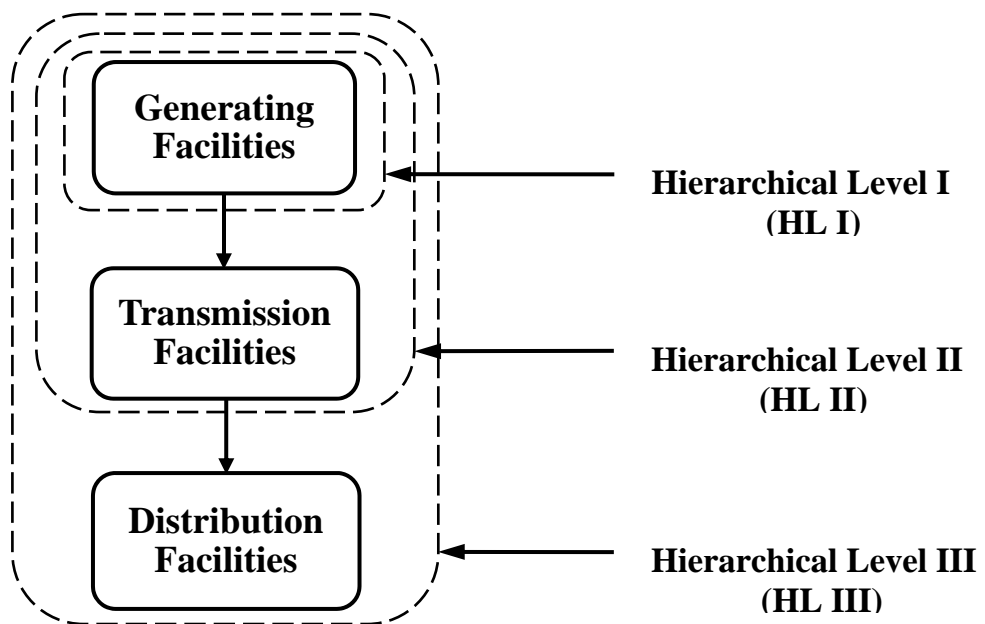 Generating
Facilities
Hierarchical Level I
(HL I)
Transmission
Facilities
Hierarchical Level II
(HL II)
Distribution
Facilities
Hierarchical Level III
(HL III)